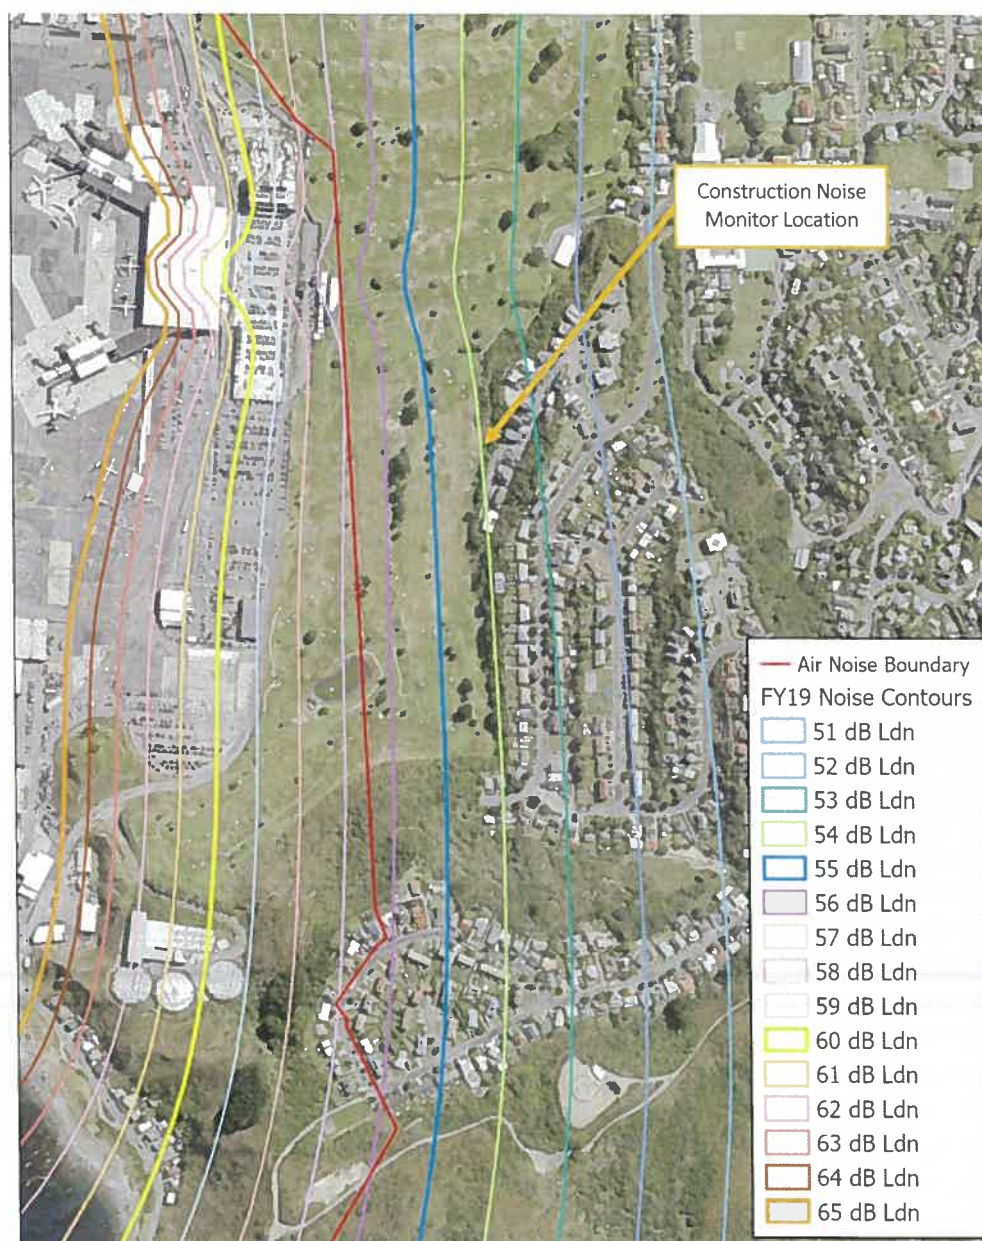 Construction Noise
Monitor Location
Air Noise Boundary
FY19 Noise Contours
51 dB Ldn
52 dB Ldn
53 dB Ldn
54 dB Ldn
55 dB Ldn
56 dB Ldn
57 dB Ldn
58 dB Ldn
59 dB Ldn
60 dB Ldn
61 dB Ldn
62 dB Ldn
63 dB Ldn
64 dB Ldn
65 dB Ldn